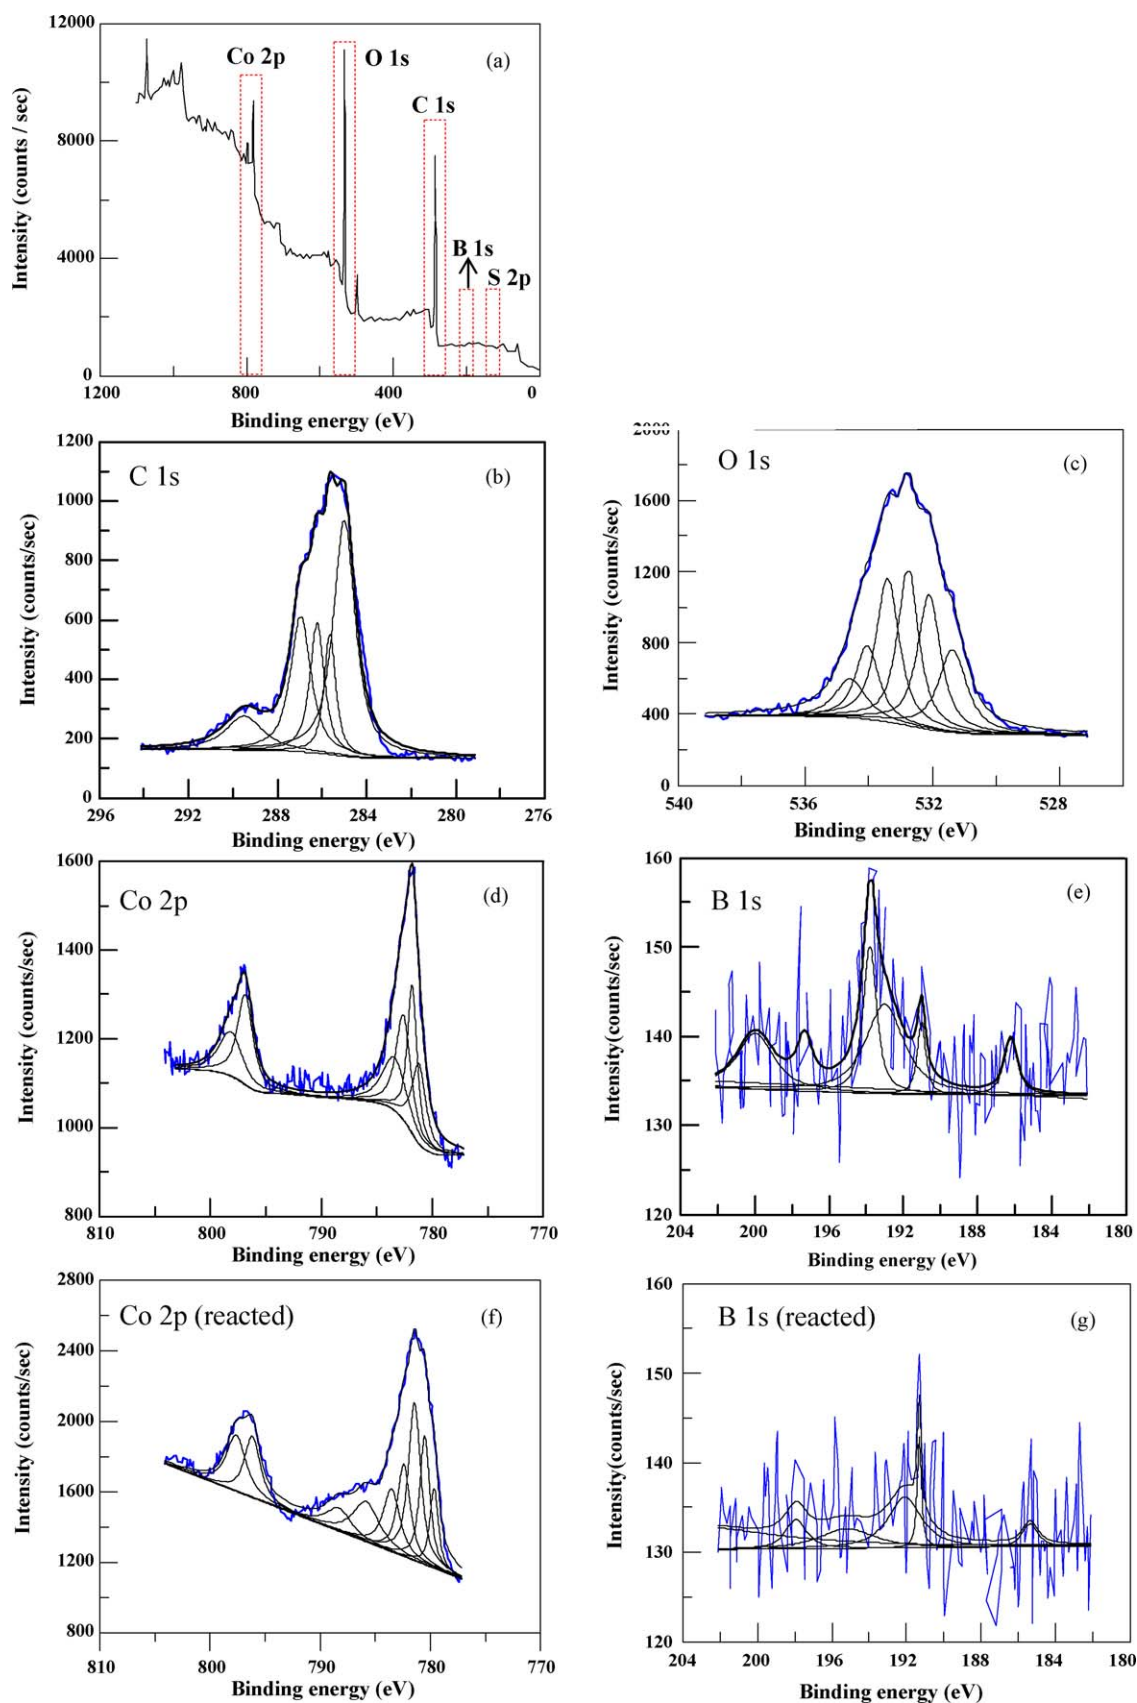 12000
Co 2p
O 1s
(a)
C 1s
8000
B 1s
S 2p
4000
0
1200
800
400
0
Intensity (counts / sec)
Binding energy (eV)
1200
C 1s
(b)
1000
800
600
400
200
0
296
292
288
284
280
276
Intensity (counts/sec)
Binding energy (eV)
2000
O 1s
(c)
1600
1200
800
400
0
540
536
532
528
Intensity (counts/sec)
Binding energy (eV)
1600
Co 2p
(d)
1400
1200
1000
800
810
800
790
780
770
Intensity (counts/sec)
Binding energy (eV)
160
B 1s
(e)
150
140
130
120
204
200
196
192
188
184
180
Intensity(counts/sec)
Binding energy (eV)
2800
Co 2p (reacted)
(f)
2400
2000
1600
1200
800
810
800
790
780
770
Intensity (counts/sec)
Binding energy (eV)
160
B 1s (reacted)
(g)
150
140
130
120
204
200
196
192
188
184
180
Intensity(counts/sec)
Binding energy (eV)